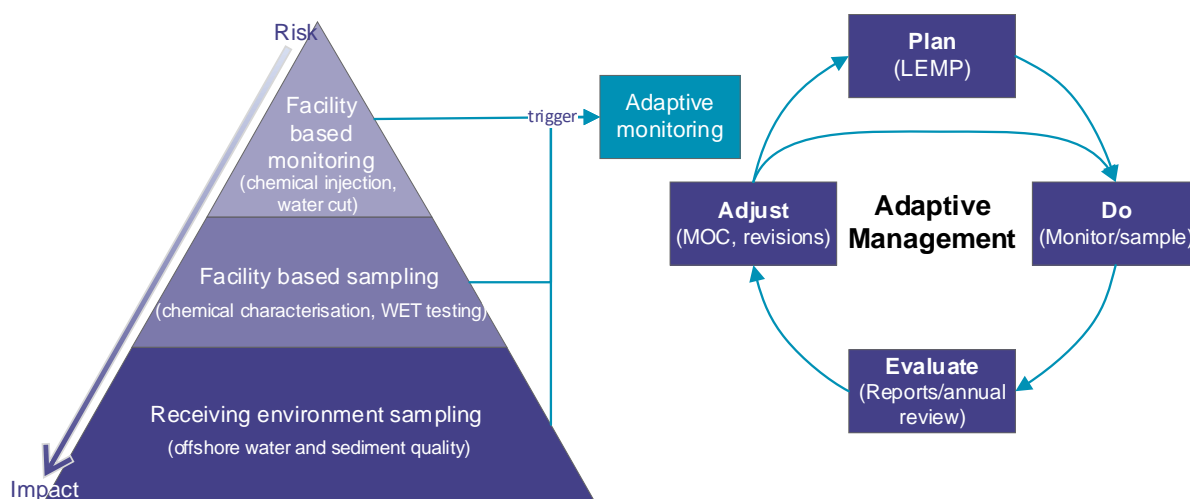 Risk
Facility
based
monitoring
(chemical injection,
water cut)
Facility based sampling
(chemical characterisation, WET testing)
Receiving environment sampling
(offshore water and sediment quality)
Impact
trigger
Adaptive
monitoring
Plan
(LEMP)
Adjust
(MOC, revisions)
Adaptive
Management
Do
(Monitor/sample)
Evaluate
(Reports/annual
review)